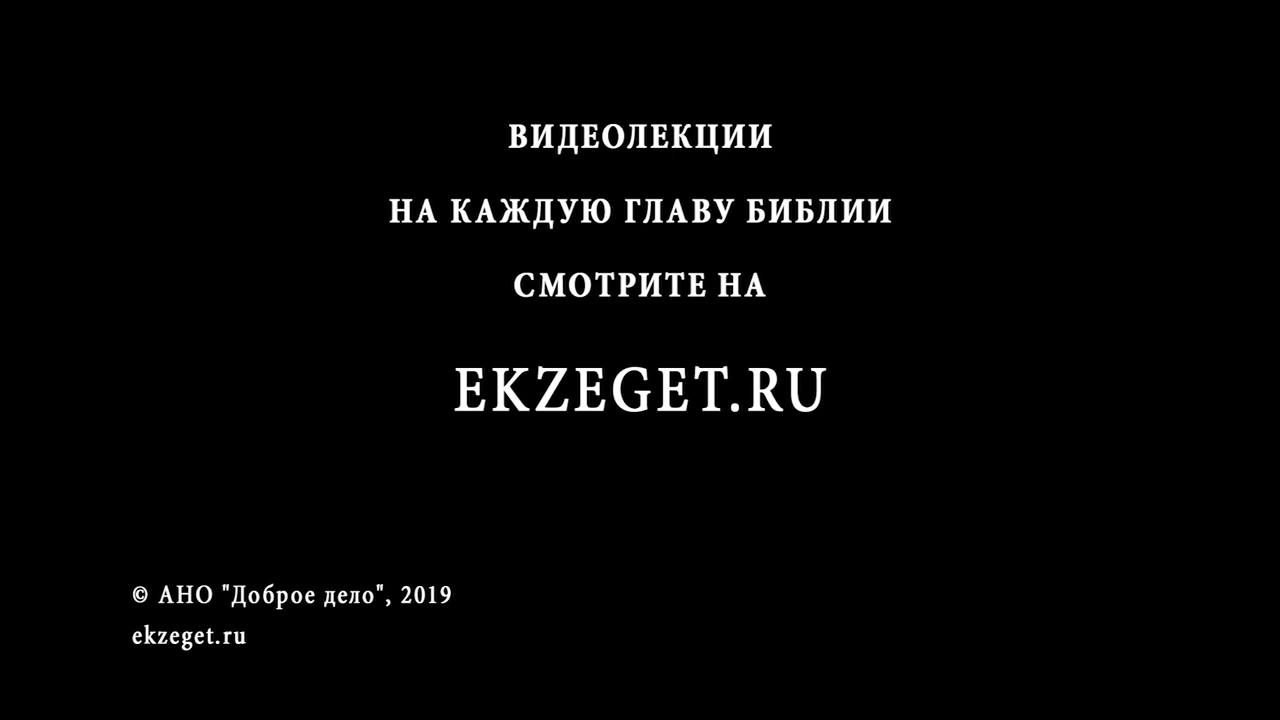 ВИДЕОЛЕКЦИИ
НА КАЖДУЮ ГЛАВУ БИБЛИИ
СМОТРИТЕ НА
EKZEGET.RU
© АНО "Доброе дело", 2019
ekzeget.ru